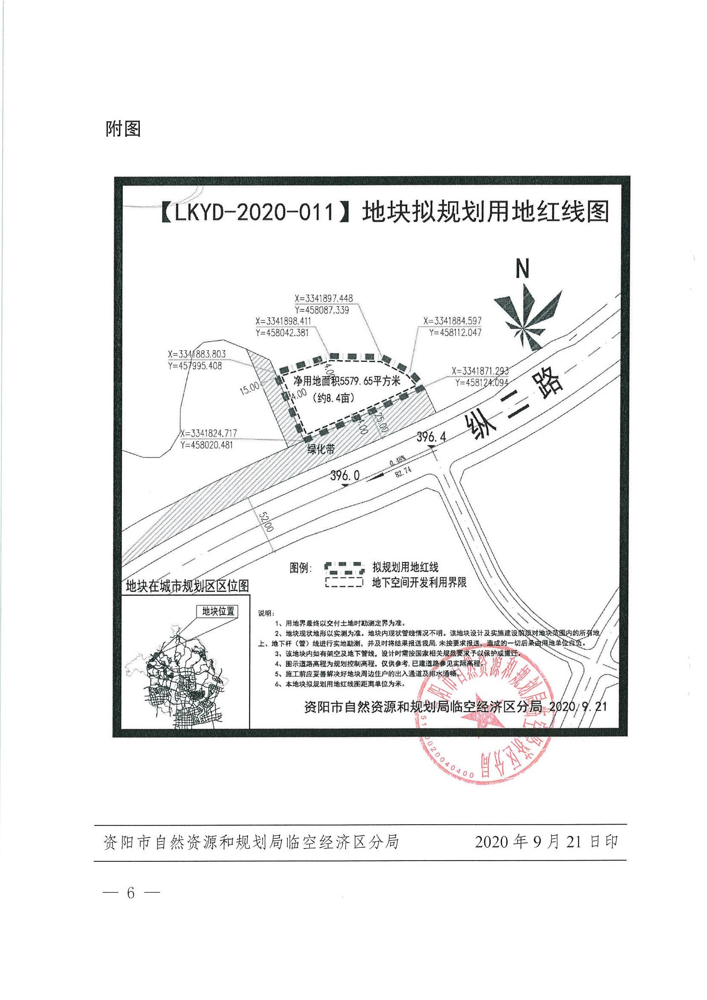 附图
【LKYD-2020-011】地块拟规划用地红线图
N
X=3341897.448
Y=458087.339
X=3341898.411
Y=458042.381
X=3341884.597
Y=458112.047
X=3341883.803
Y=457995.408
X=3341871.293
Y=458124.094
4.00
净用地面积5579.65平方米
(约8.4亩)
15.00
4.00
纵二路
4.00
25.00
X=3341824.717
Y=458020.481
绿化带
396.4
0.48%
82.74
396.0
52.00
图例:
拟规划用地红线
地下空间开发利用界限
地块在城市规划区区位图
地块位置
说明:
1、用地界最终以交付土地时勘测定界为准。
2、地块现状地形以实测为准。地块内现状管线情况不明。该地块设计及实施建设前须对地块范围内的所有地
上、地下杆(管)线进行实地勘测,并及时将结果报送我局.未按要求报送,造成的一切后果由用地单位自负。
3、该地块内如有架空及地下管线,设计时需按国家相关规范要求予以保护或搬迁。
4、图示道路高程为规划控制高程,仅供参考,已建道路参见实际高程。
5、施工前应妥善解决好地块周边住户的出入通道及排水通畅。
6、本地块拟规划用地红线图距离单位为米。
资阳市自然资源和规划局临空经济区分局 2020.9.21
资阳市自然资源和规划局临空经济区分局
资阳市自然资源和规划局临空经济区分局 2020年9月21日印
— 6 —